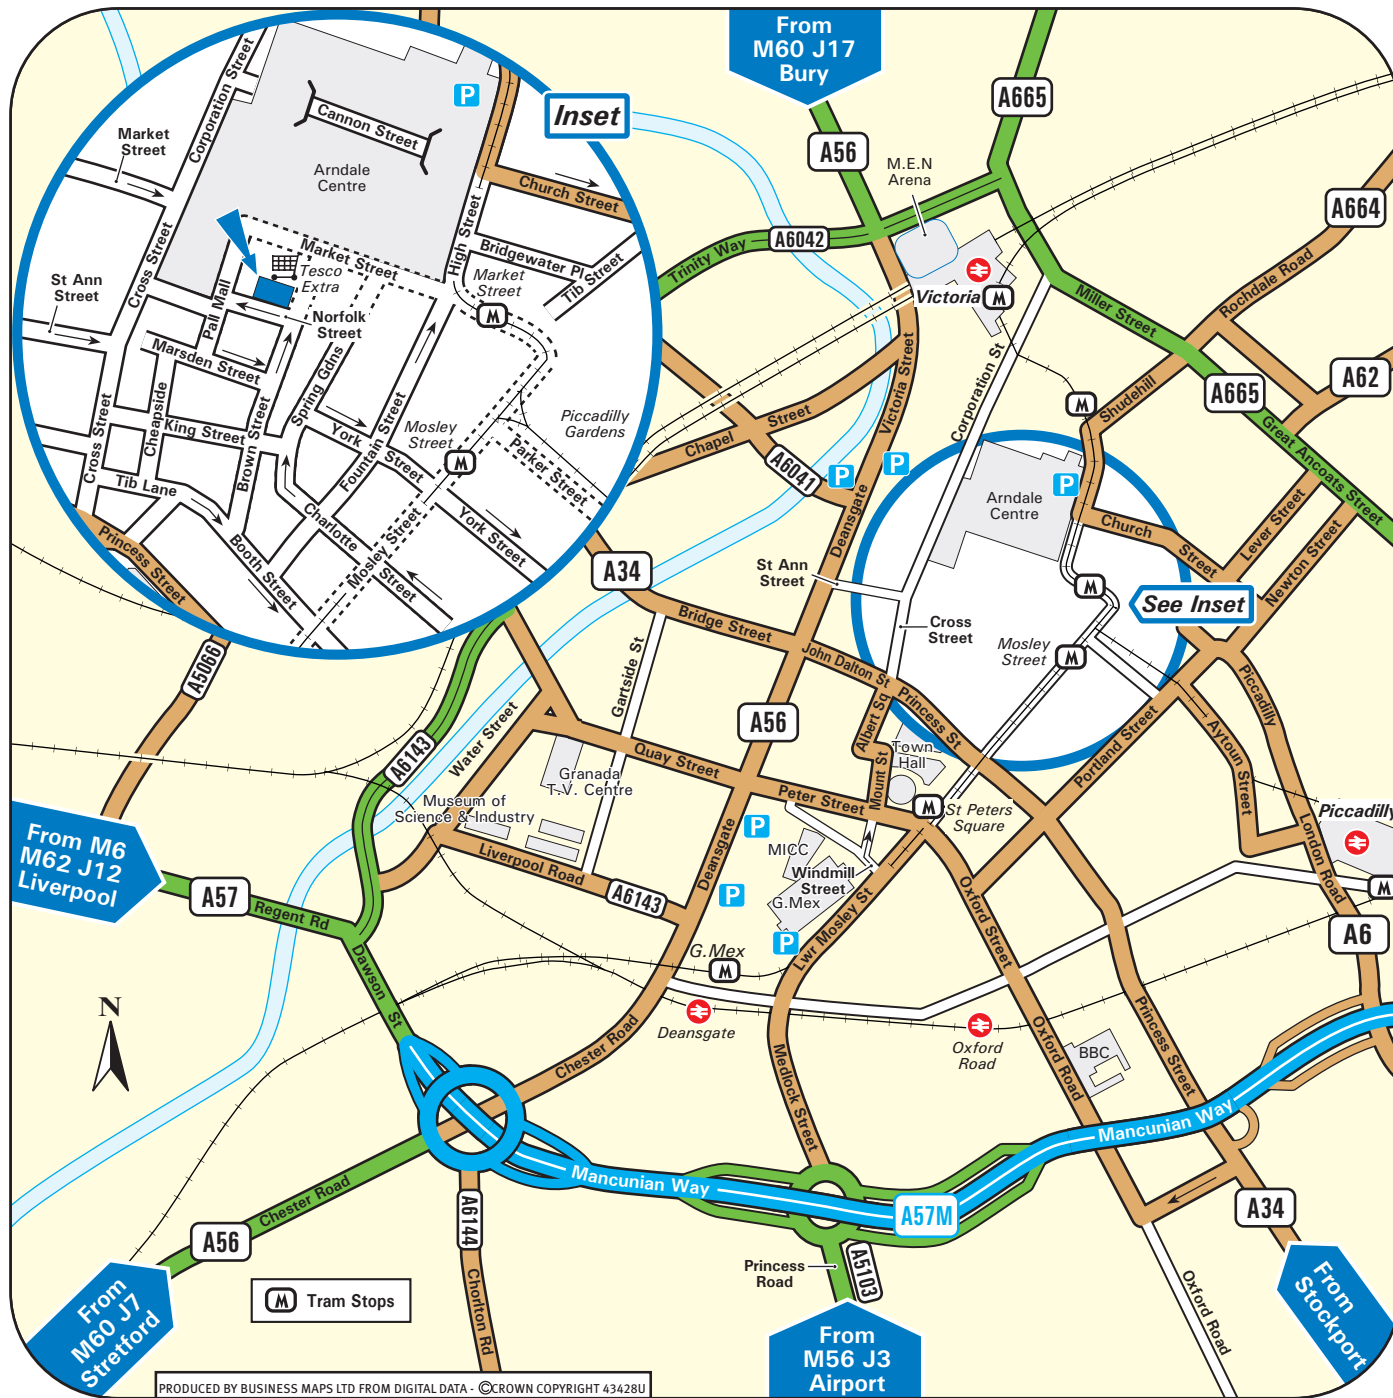 From
M60 J17
Bury
A665
A56
M.E.N
Arena
A664
Rochdale Road
A6042
Trinity Way
Victoria
M
Miller Street
A62
A665
Shudehill
M
Great Ancoats Street
Victoria Street
Corporation St
Chapel Street
A6041
P
P
P
Arndale
Centre
Church Street
Lever Street
Newton Street
Deansgate
St Ann
Street
M
See Inset
Cross
Street
Mosley
Street
M
A34
Bridge Street
John Dalton St
Princess St
Albert Sq
Gartside St
A56
Town
Hall
Mount St
Portland Street
Piccadilly
Aytoun Street
Quay Street
Peter Street
M
St Peters
Square
Granada
T.V. Centre
Museum of
Science & Industry
Water Street
A6143
A5066
Liverpool Road
A6143
Deansgate
P
MICC
Windmill
Street
G.Mex
P
P
Lwr Mosley St
Oxford Street
London Road
Piccadilly
M
A6
From M6
M62 J12
Liverpool
A57
Regent Rd
Dawson St
G.Mex
M
Deansgate
Oxford
Road
Oxford Road
BBC
Princess Street
Chester Road
Medlock Street
Mancunian Way
Mancunian Way
A57M
N
Chester Road
A56
A6144
Chorlton Rd
Princess
Road
A5103
A34
Oxford Road
From
M60 J7
Stretford
From
M56 J3
Airport
From
Stockport
M Tram Stops
PRODUCED BY BUSINESS MAPS LTD FROM DIGITAL DATA - ©CROWN COPYRIGHT 43428U
Inset
P
Corporation Street
Cannon Street
Market
Street
Arndale
Centre
Church Street
High Street
Bridgewater Pl
Tib Street
Market Street
Market
Street
M
Cross Street
St Ann
Street
Tesco
Extra
Pall Mall
Norfolk
Street
Marsden Street
Spring Gdns
Cheapside
King Street
Brown Street
Fountain Street
York Street
Mosley
Street
M
Piccadilly
Gardens
Parker Street
York Street
Cross Street
Tib Lane
Charlotte Street
Mosley Street
Booth Street
Princess Street